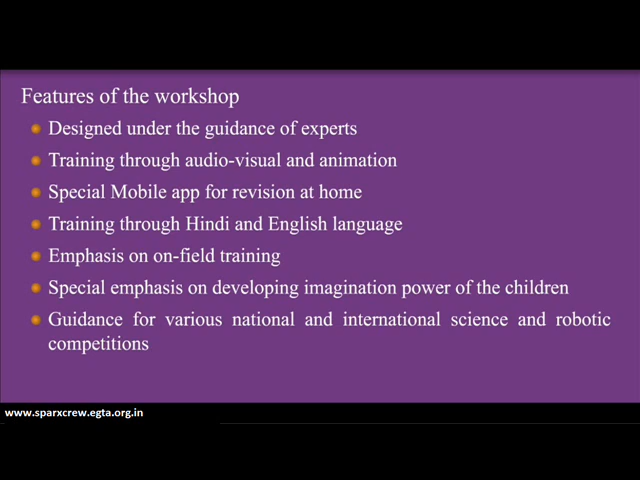 Features of the workshop
Designed under the guidance of experts
Training through audio-visual and animation
Special Mobile app for revision at home
Training through Hindi and English language
Emphasis on on-field training
Special emphasis on developing imagination power of the children
Guidance for various national and international science and robotic
competitions
www.sparxcrew.egta.org.in